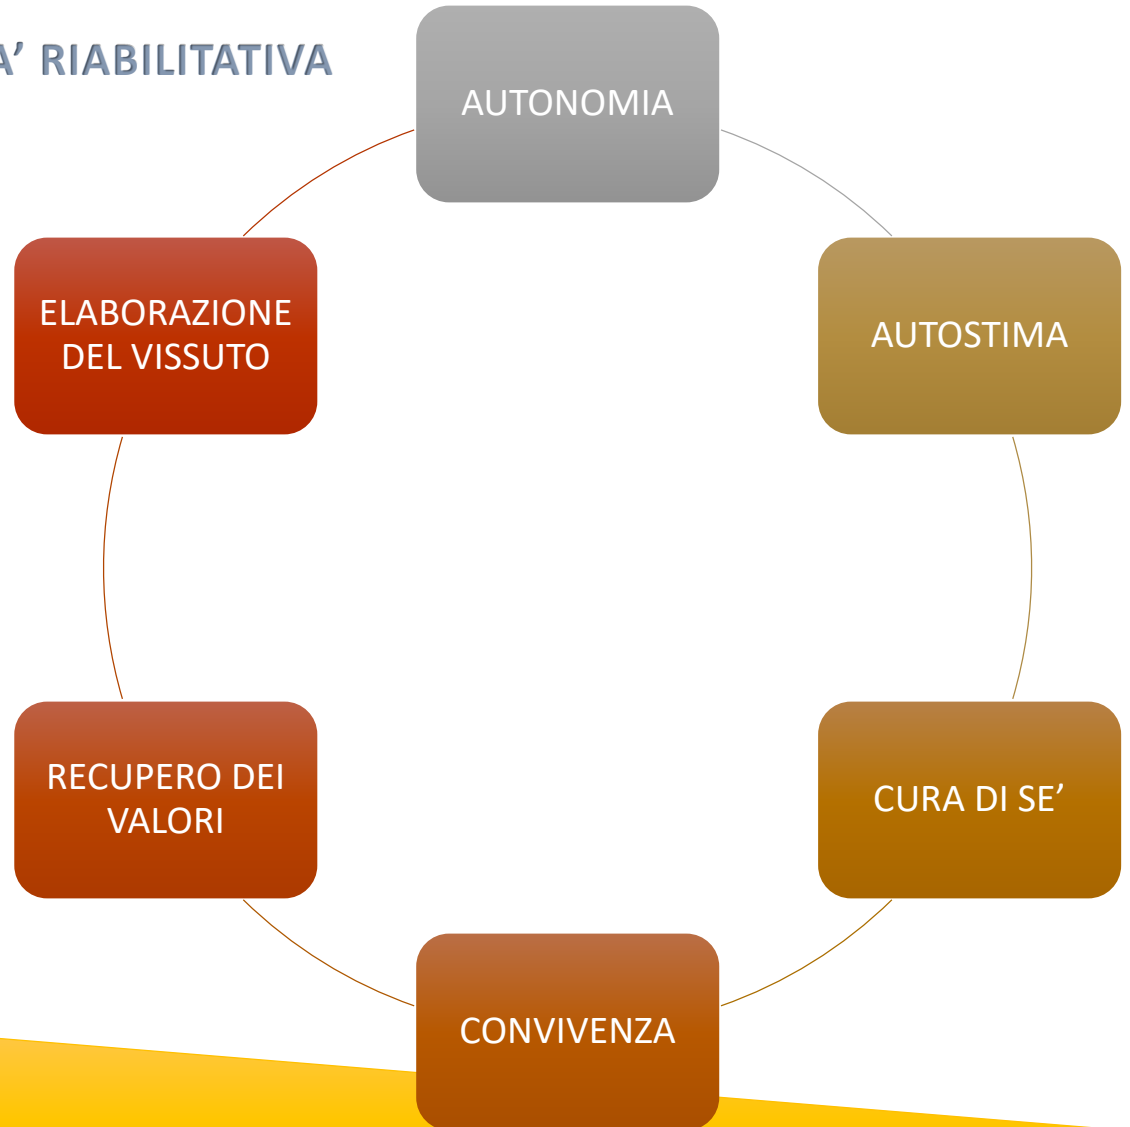 A’ RIABILITATIVA
AUTONOMIA
AUTOSTIMA
CURA DI SE’
CONVIVENZA
RECUPERO DEI
VALORI
ELABORAZIONE
DEL VISSUTO